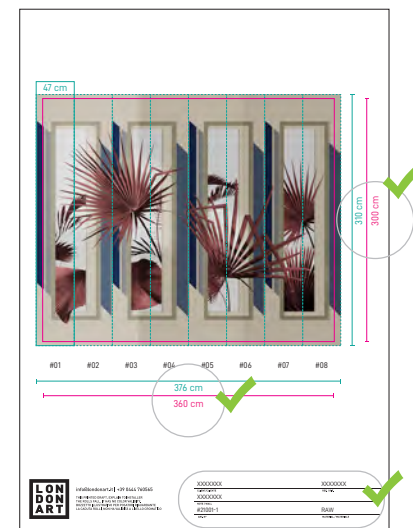 47 cm
310 cm
300 cm
#01 #02 #03 #04 #05 #06 #07 #08
376 cm
360 cm
LON
DON
ART
info@londonart.it | +39 0444 760565
XXXXXXX XXXXXXX
XXXXXXX
#21001-1 RAW